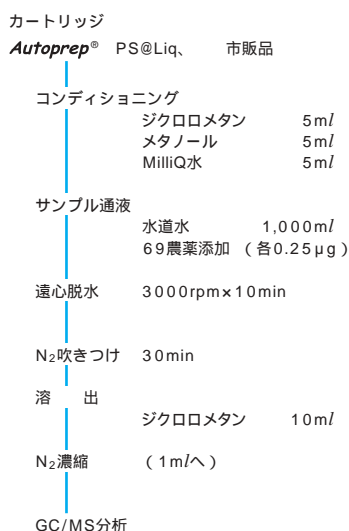 カートリッジ
Autoprep® PS@Liq、 市販品
コンディショニング
ジクロロメタン 5ml
メタノール 5ml
MilliQ水 5ml
サンプル通液
水道水 1,000ml
69農薬添加 (各0.25μg)
遠心脱水 3000rpm×10min
N₂吹きつけ 30min
溶 出
ジクロロメタン 10ml
N₂濃縮 (1mlへ)
GC/MS分析